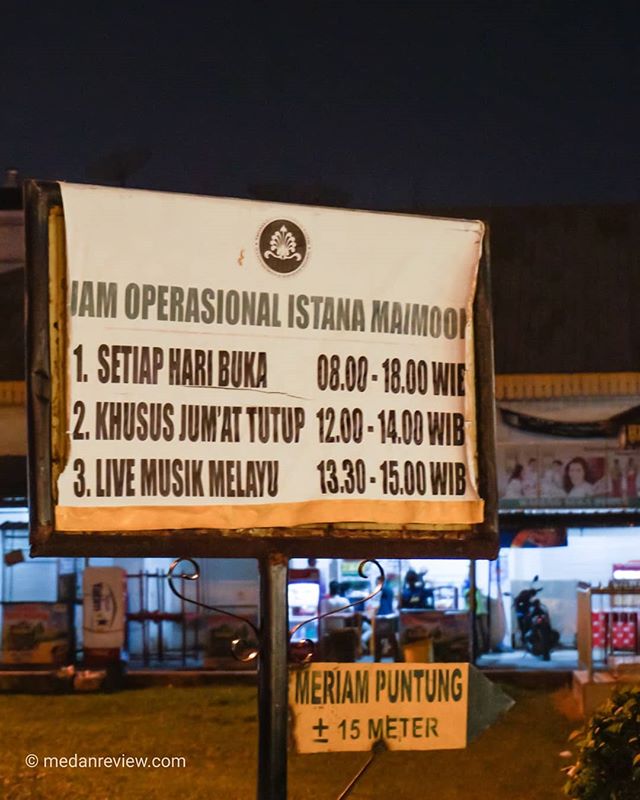 JAM OPERASIONAL ISTANA MAIMOON
1. SETIAP HARI BUKA 08.00 - 18.00 WIB
2. KHUSUS JUM'AT TUTUP 12.00 - 14.00 WIB
3. LIVE MUSIK MELAYU 13.30 - 15.00 WIB
MERIAM PUNTUNG
± 15 METER
© medanreview.com